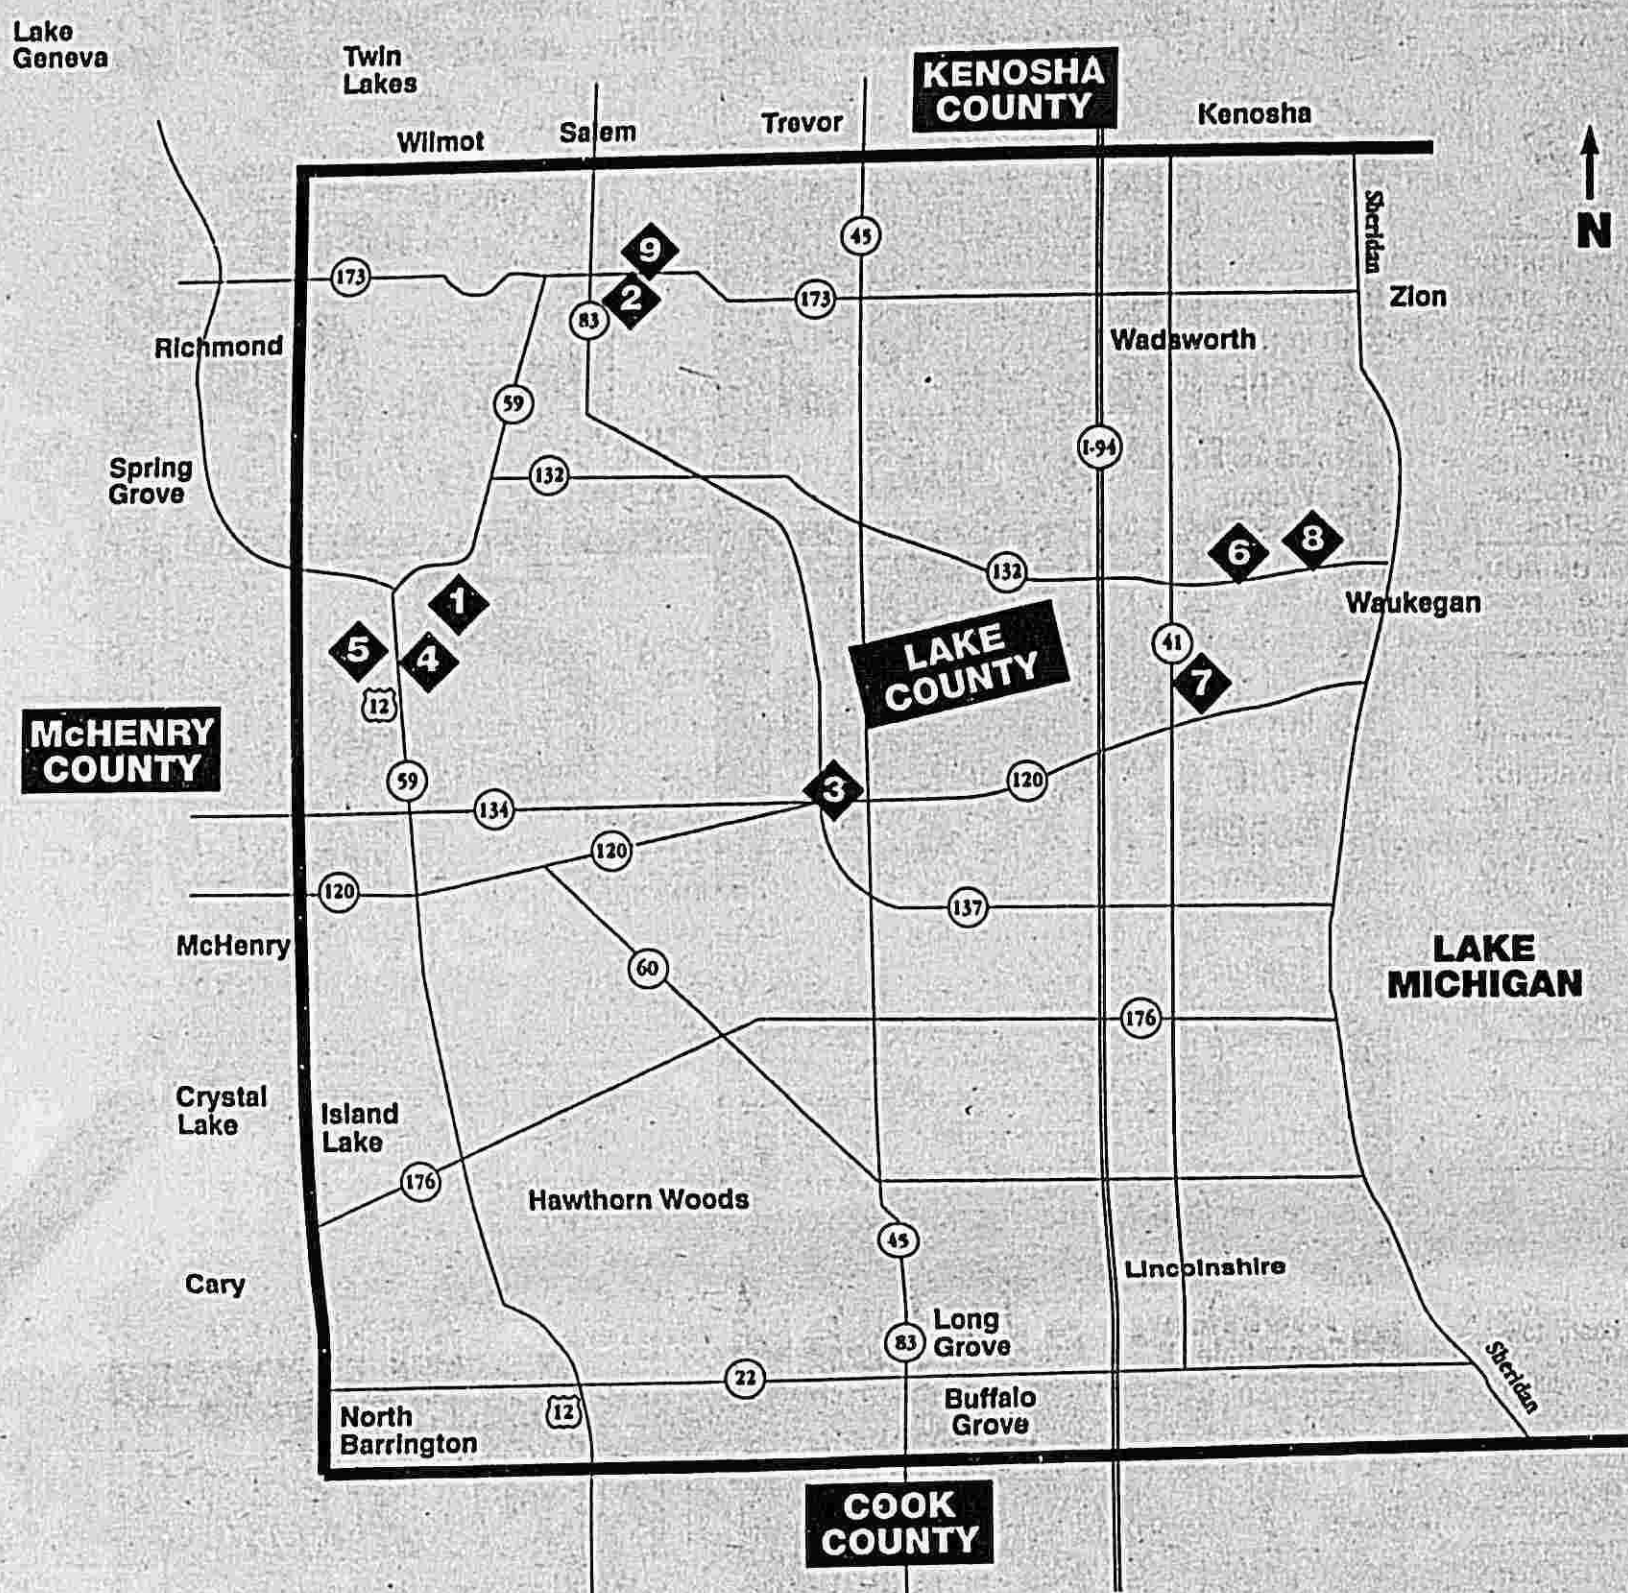 Lake
Geneva
Twin
Lakes
Wilmot
Salem
Trevor
KENOSHA
COUNTY
Kenosha
N
Sheridan
9
45
173
2
83
173
Zion
Richmond
Wadsworth
59
I-94
Spring
Grove
132
6
8
132
Waukegan
1
5
4
LAKE
COUNTY
41
7
12
McHENRY
COUNTY
59
3
120
134
120
120
137
McHenry
60
LAKE
MICHIGAN
176
Crystal
Lake
Island
Lake
176
Hawthorn Woods
45
Cary
Lincolnshire
Long
Grove
83
Sheridan
22
12
North
Barrington
Buffalo
Grove
COOK
COUNTY